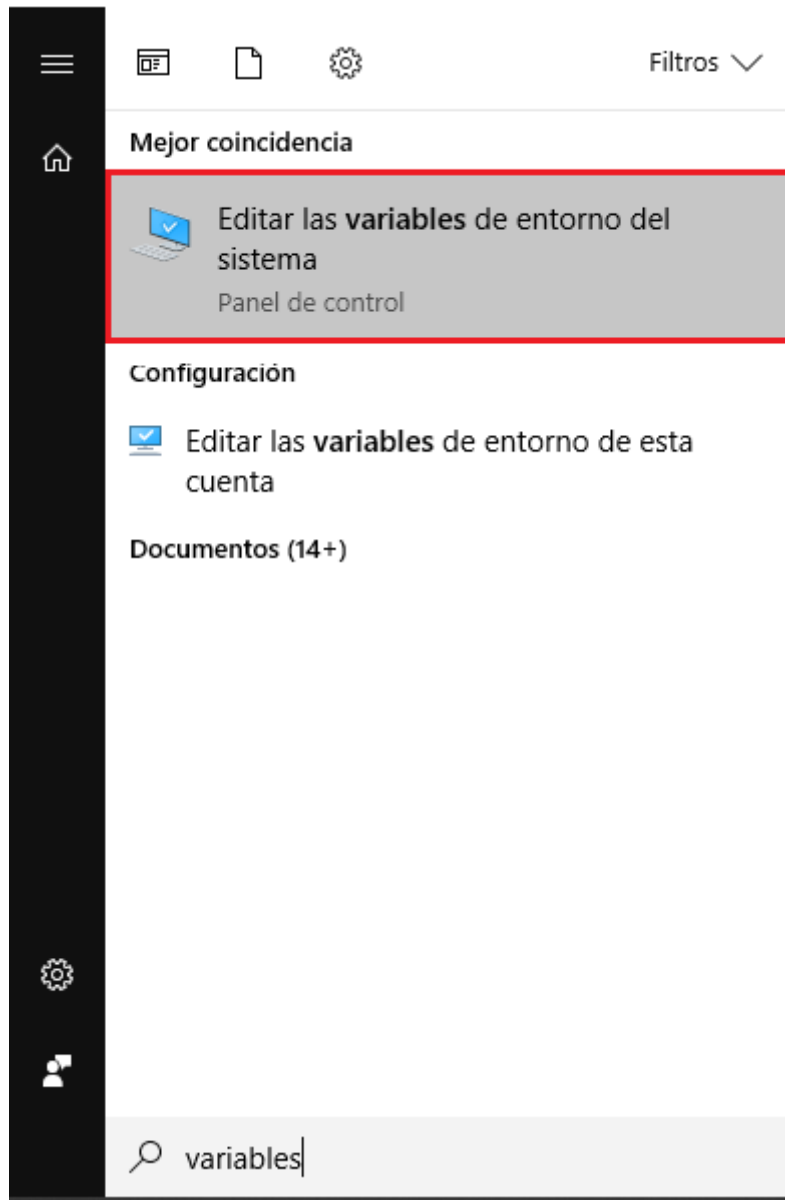 Filtros
Mejor coincidencia
Editar las variables de entorno del
sistema
Panel de control
Configuración
Editar las variables de entorno de esta
cuenta
Documentos (14+)
variables